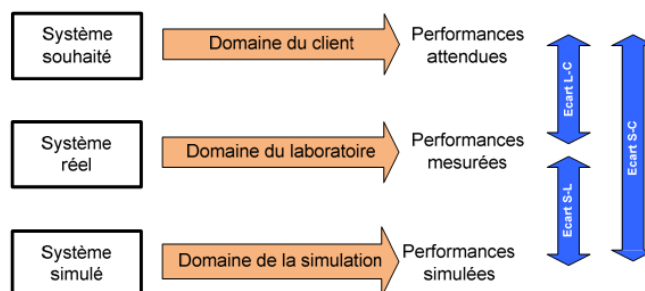 Système
souhaité
Domaine du client
Performances
attendues
Ecart L-C
Ecart S-C
Système
réel
Domaine du laboratoire
Performances
mesurées
Ecart S-L
Système
simulé
Domaine de la simulation
Performances
simulées